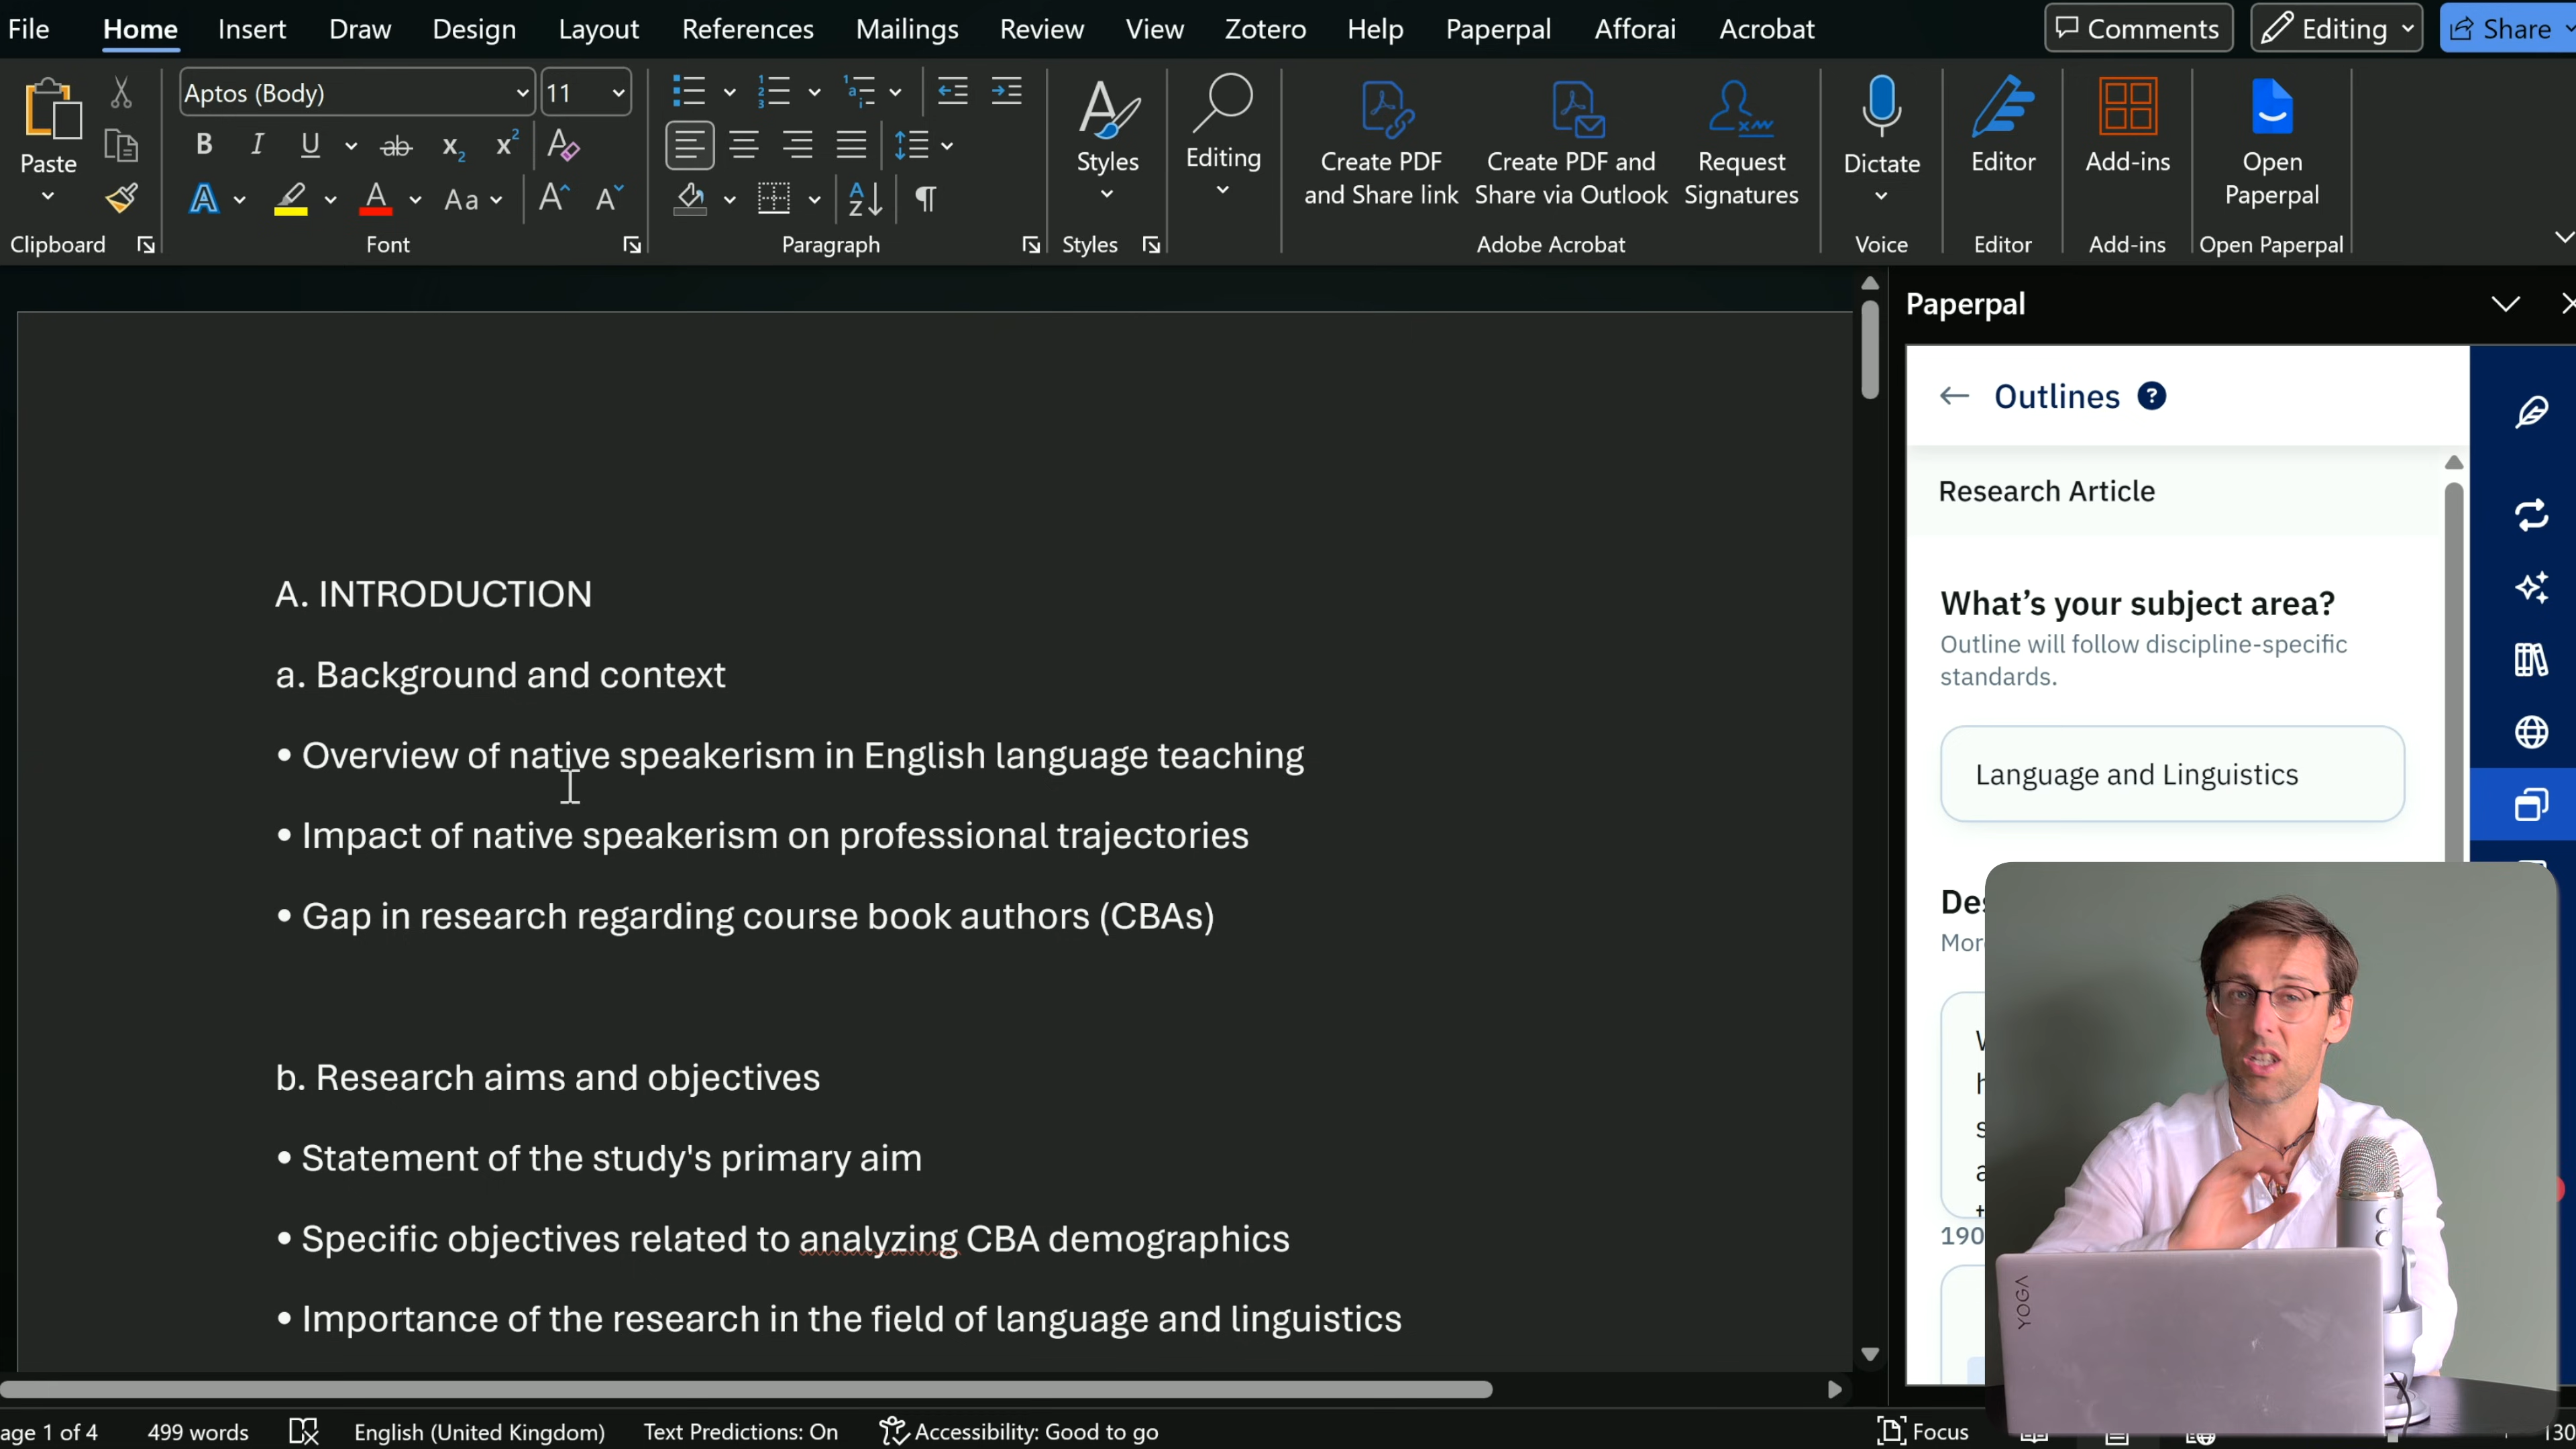 File Home Insert Draw Design Layout References Mailings Review View Zotero Help Paperpal Afforai Acrobat Comments Editing Share
Aptos (Body) 11
Paste
Styles
Editing
Create PDF and Share link
Create PDF and Share via Outlook
Request Signatures
Dictate
Editor
Add-ins
Open Paperpal
Clipboard Font Paragraph Styles Adobe Acrobat Voice Editor Add-ins Open Paperpal
A. INTRODUCTION
a. Background and context
• Overview of native speakerism in English language teaching
• Impact of native speakerism on professional trajectories
• Gap in research regarding course book authors (CBAs)
b. Research aims and objectives
• Statement of the study's primary aim
• Specific objectives related to analyzing CBA demographics
• Importance of the research in the field of language and linguistics
Paperpal
Outlines ?
Research Article
What's your subject area?
Outline will follow discipline-specific
standards.
Language and Linguistics
190
YOGA
age 1 of 4 499 words English (United Kingdom) Text Predictions: On Accessibility: Good to go Focus 130